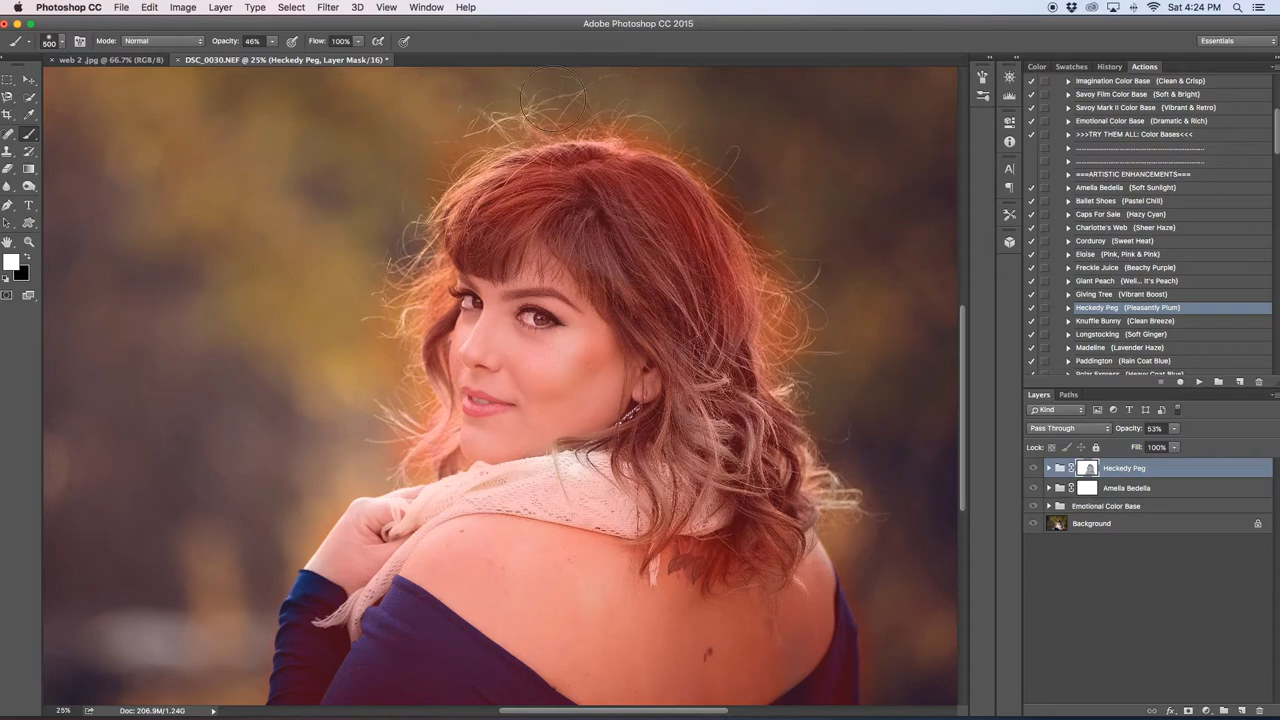 Photoshop CC File Edit Image Layer Type Select Filter 3D View Window Help Sat 4:24 PM
Adobe Photoshop CC 2015
500 Mode: Normal Opacity: 46% Flow: 100% Essentials
× web 2 .jpg @ 66.7% (RGB/8) × DSC_0030.NEF @ 25% (Heckedy Peg, Layer Mask/16) *
Color Swatches History Actions
Imagination Color Base {Clean & Crisp}
Savoy Film Color Base {Soft & Bright}
Savoy Mark II Color Base {Vibrant & Retro}
Emotional Color Base {Dramatic & Rich}
>>>TRY THEM ALL: Color Bases<<<
===ARTISTIC ENHANCEMENTS===
Amelia Bedelia {Soft Sunlight}
Ballet Shoes {Pastel Pink}
Caps For Sale {Hazy Cyan}
Charlotte's Web {Sheer Haze}
Corduroy {Sweet Heat}
Eloise {Pink, Pink & Pink}
Freckle Juice {Beachy Purple}
Giant Peach {Well... It's Peach}
Giving Tree {Vibrant Boost}
Heckedy Peg {Pleasantly Plum}
Knuffle Bunny {Clean Breeze}
Longstocking {Soft Ginger}
Madeline {Lavender Haze}
Paddington {Rain Coat Blue}
Polar Express {Heavy Coat Blue}
Layers Paths
Kind
Pass Through Opacity: 53%
Lock: Fill: 100%
Heckedy Peg
Amelia Bedelia
Emotional Color Base
Background
25% Doc: 206.9M/1.24G